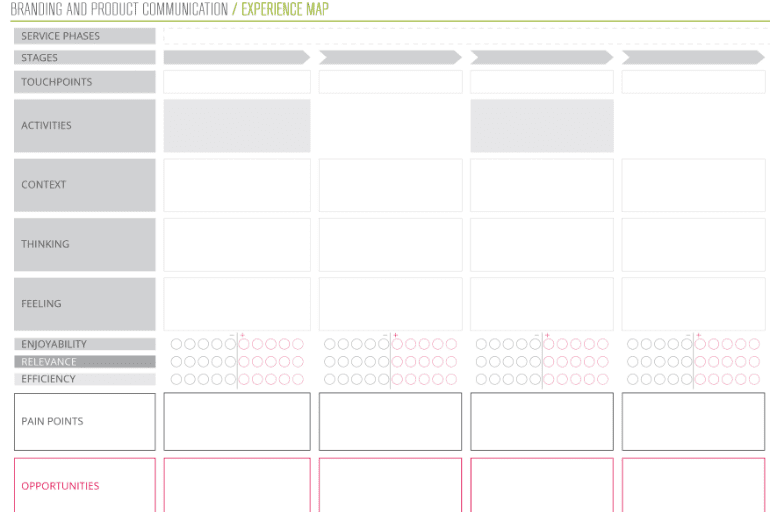 BRANDING AND PRODUCT COMMUNICATION / EXPERIENCE MAP
SERVICE PHASES
STAGES
TOUCHPOINTS
ACTIVITIES
CONTEXT
THINKING
FEELING
− + − + − + − +
ENJOYABILITY
RELEVANCE
EFFICIENCY
PAIN POINTS
OPPORTUNITIES